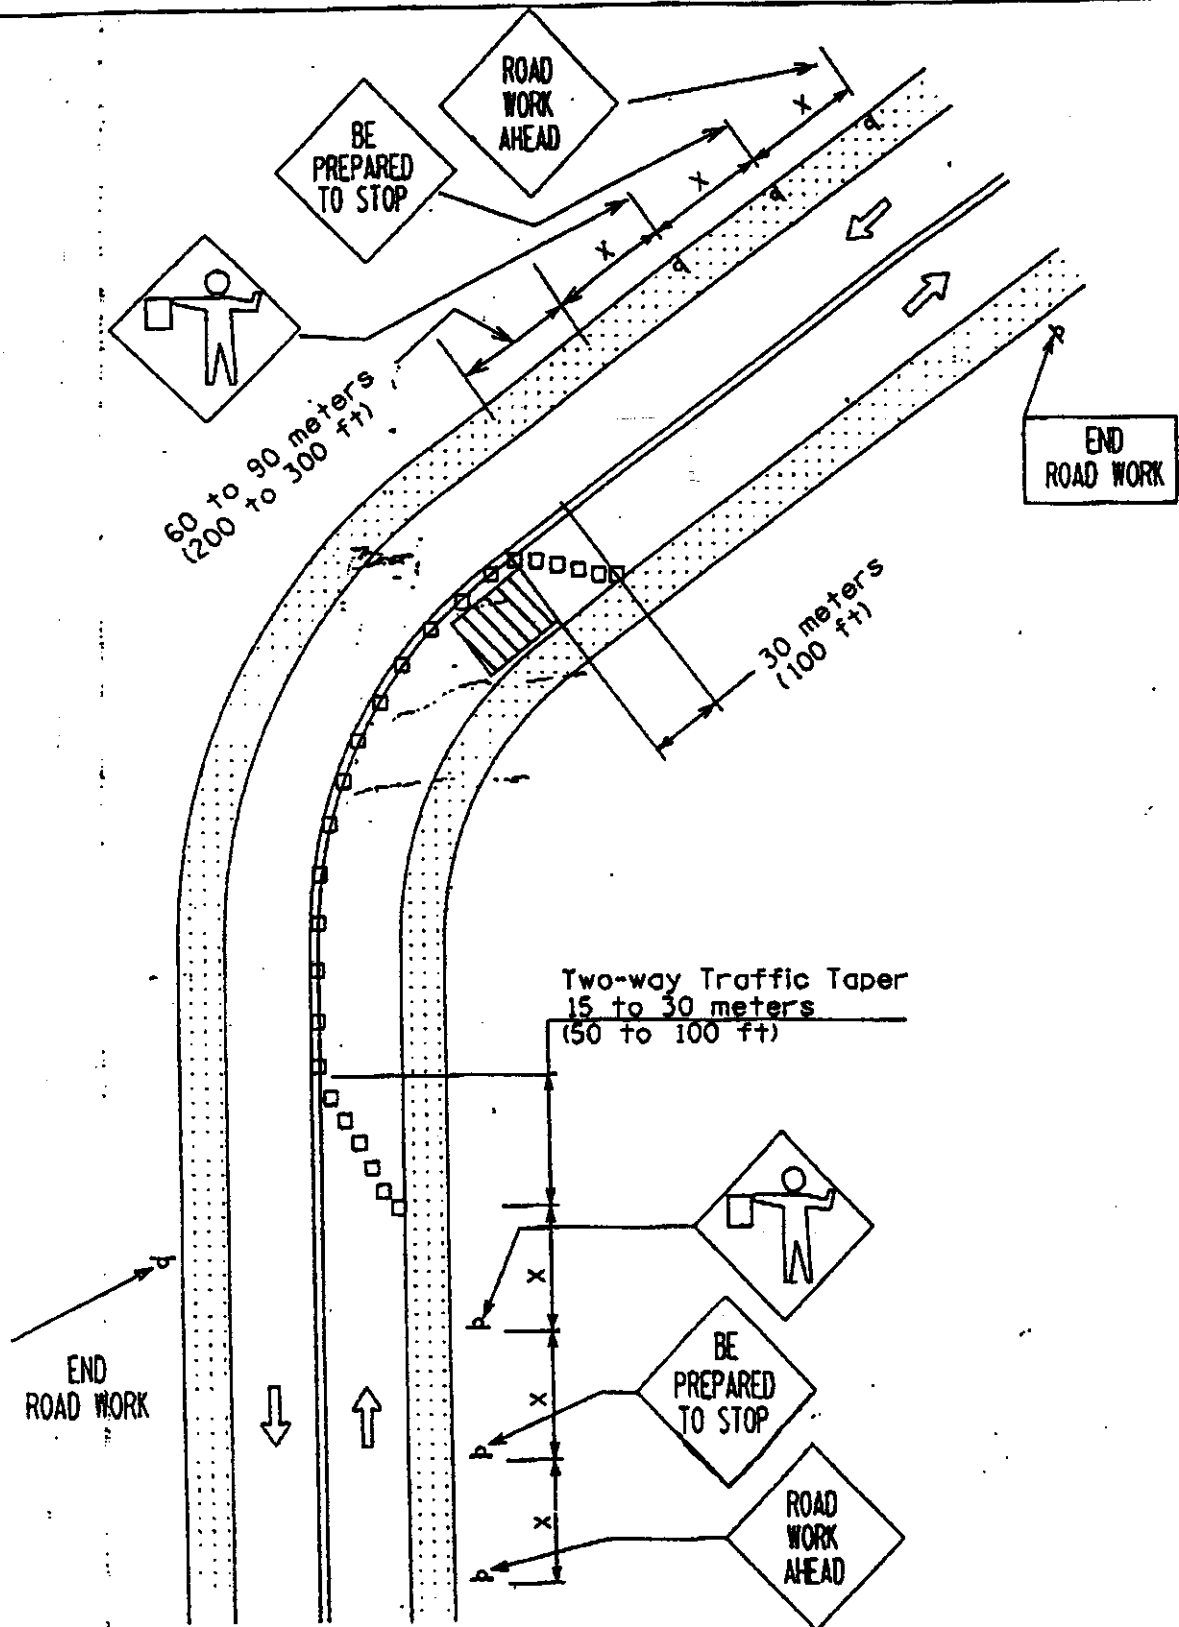 ROAD
WORK
AHEAD
BE
PREPARED
TO STOP
X
X
X
60 to 90 meters
(200 to 300 ft)
END
ROAD WORK
30 meters
(100 ft)
Two-way Traffic Taper
15 to 30 meters
(50 to 100 ft)
X
END
ROAD WORK
BE
PREPARED
TO STOP
X
ROAD
WORK
AHEAD
X